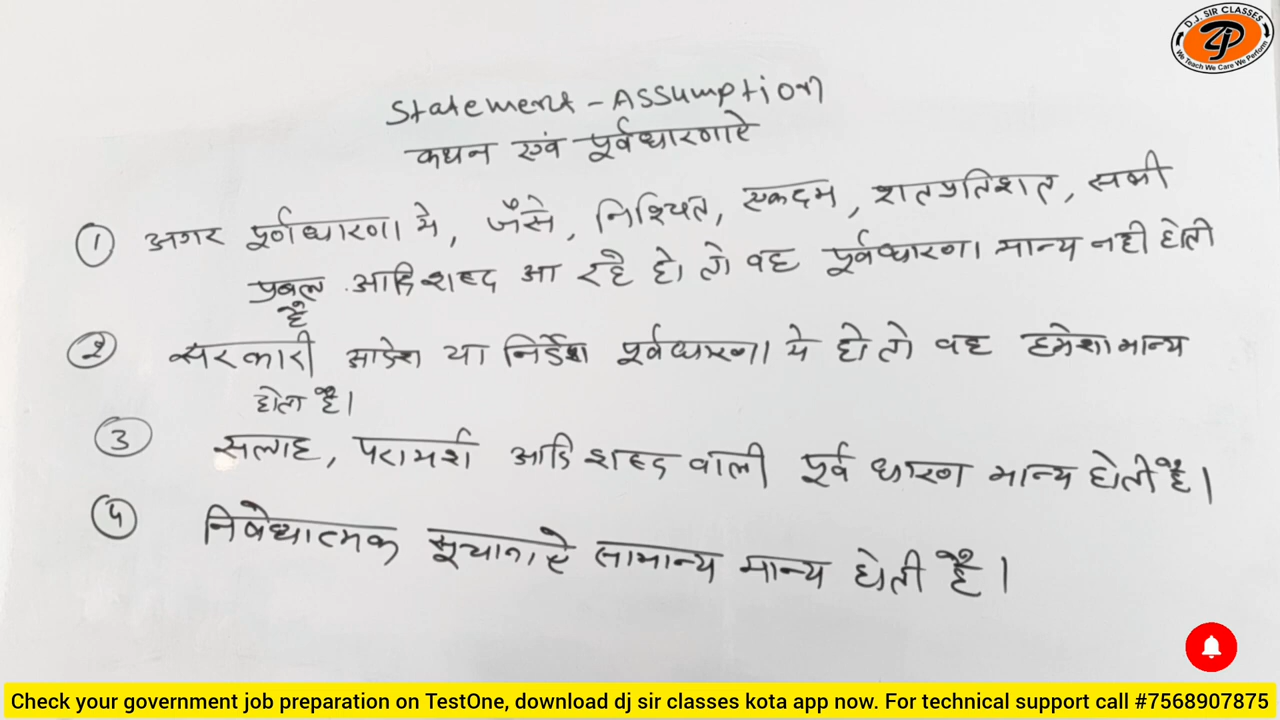 D.J. SIR CLASSES
We Teach We Care We Perform
Statement - Assumption
कथन एवं पूर्वधारणाऐ
① अगर पूर्णधारणा मे, जैसे, निश्चित, एकदम, शतप्रतिशत, सभी
प्रबल आदि शब्द आ रहे हो तो वह पूर्वधारणा मान्य नही होती
है
② सरकारी आदेश या निर्देश पूर्वधारणा मे हो तो वह हमेशा मान्य
होता है।
③ सलाह, परामर्श आदि शब्द वाली पूर्व धारण मान्य होती है।
④ निषेधात्मक सूचानाऐ सामान्य मान्य होती है।
Check your government job preparation on TestOne, download dj sir classes kota app now. For technical support call #7568907875